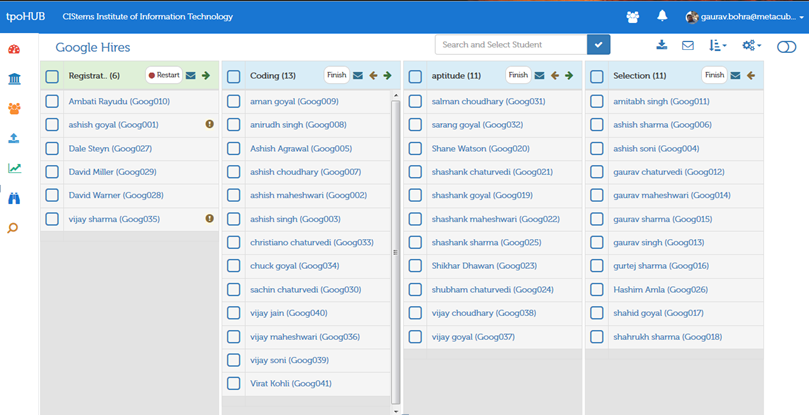 tpoHUB CIStems Institute of Information Technology gaurav.bohra@metacub...
Google Hires
Search and Select Student
Registrat.. (6) Restart
Ambati Rayudu (Goog010)
ashish goyal (Goog001)
Dale Steyn (Goog027)
David Miller (Goog029)
David Warner (Goog028)
vijay sharma (Goog035)
Coding (13) Finish
aman goyal (Goog009)
anirudh singh (Goog008)
Ashish Agrawal (Goog005)
ashish choudhary (Goog007)
ashish maheshwari (Goog002)
ashish singh (Goog003)
christiano chaturvedi (Goog033)
chuck goyal (Goog034)
sachin chaturvedi (Goog030)
vijay jain (Goog040)
vijay maheshwari (Goog036)
vijay soni (Goog039)
Virat Kohli (Goog041)
aptitude (11) Finish
salman choudhary (Goog031)
sarang goyal (Goog032)
Shane Watson (Goog020)
shashank chaturvedi (Goog021)
shashank goyal (Goog019)
shashank maheshwari (Goog022)
shashank sharma (Goog025)
Shikhar Dhawan (Goog023)
shubham chaturvedi (Goog024)
vijay choudhary (Goog038)
vijay goyal (Goog037)
Selection (11) Finish
amitabh singh (Goog011)
ashish sharma (Goog006)
ashish soni (Goog004)
gaurav chaturvedi (Goog012)
gaurav maheshwari (Goog014)
gaurav sharma (Goog015)
gaurav singh (Goog013)
gurtej sharma (Goog016)
Hashim Amla (Goog026)
shahid goyal (Goog017)
shahrukh sharma (Goog018)